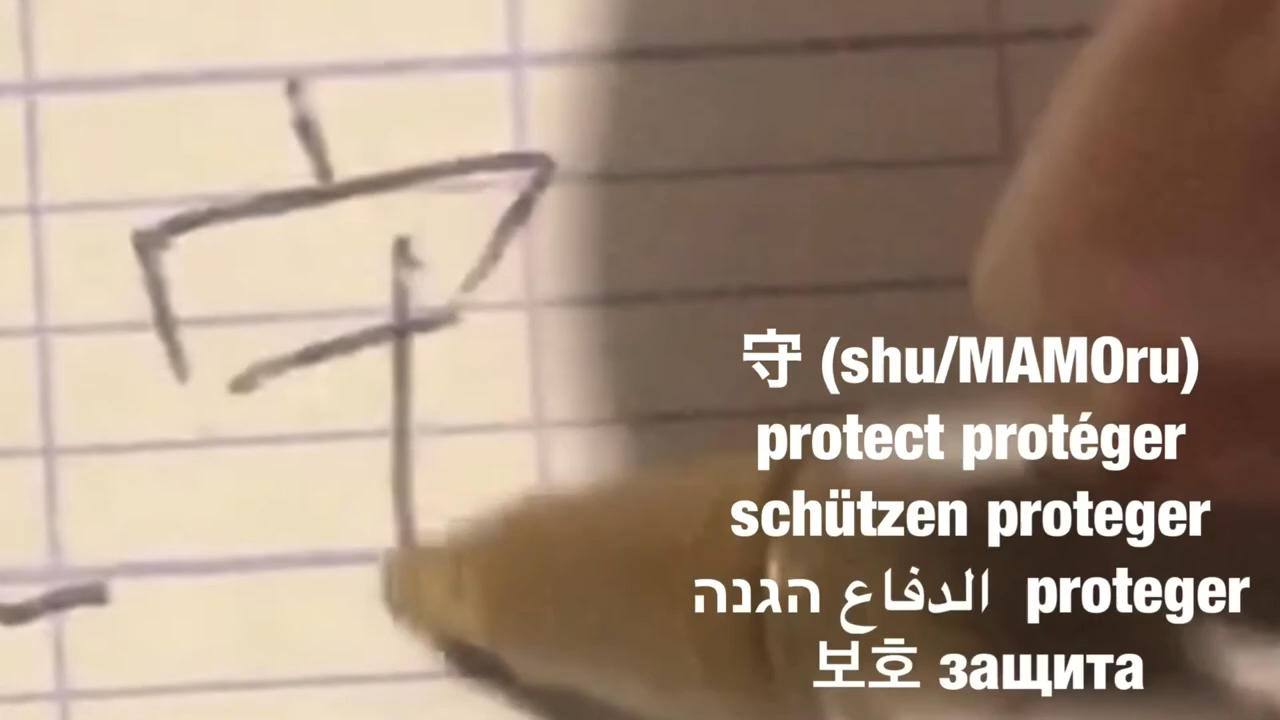 守 (shu/MAMOru)
protect protéger
schützen proteger
הגנה الدفاع proteger
보호 защита